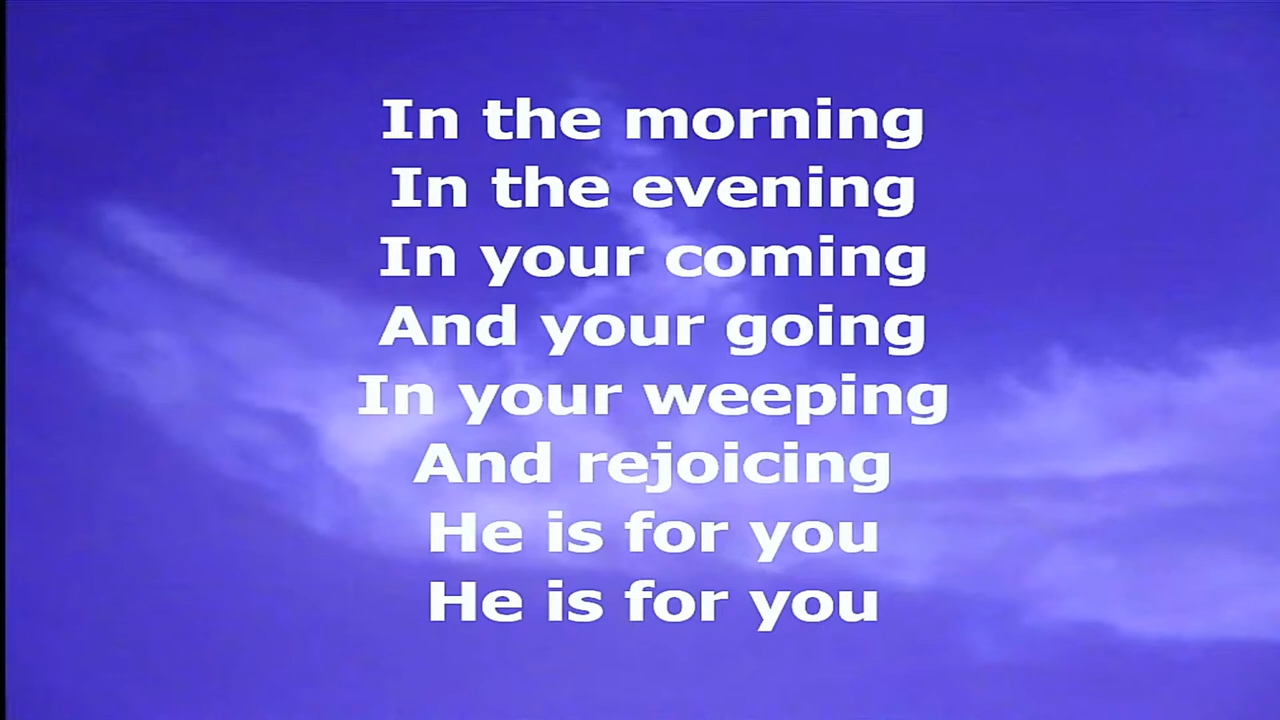 In the morning
In the evening
In your coming
And your going
In your weeping
And rejoicing
He is for you
He is for you